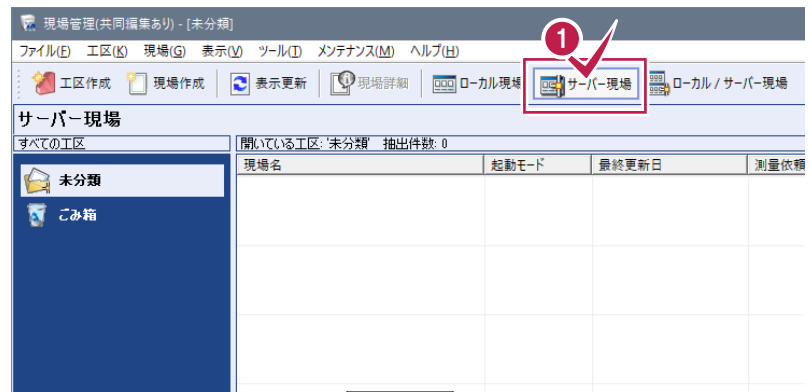 現場管理(共同編集あり) - [未分類]
ファイル(F) 工区(K) 現場(G) 表示(V) ツール(T) メンテナンス(M) ヘルプ(H)
1
工区作成 現場作成 表示更新 現場詳細 ローカル現場 サーバー現場 ローカル / サーバー現場
サーバー現場
すべての工区 開いている工区: '未分類' 抽出件数: 0
現場名 起動モード 最終更新日 測量依頼
未分類
ごみ箱